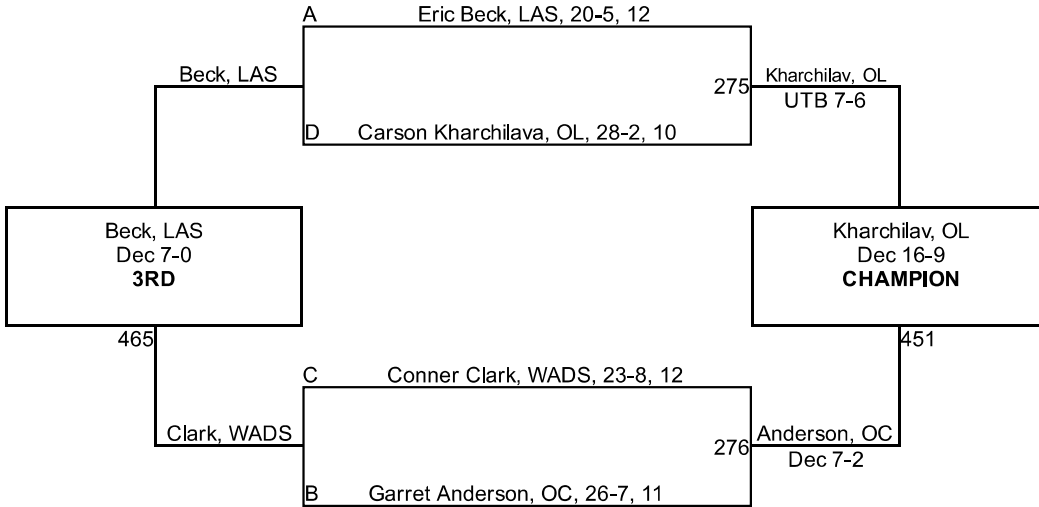 A Eric Beck, LAS, 20-5, 12
Beck, LAS
275
Kharchilav, OL
UTB 7-6
D Carson Kharchilava, OL, 28-2, 10
Beck, LAS
Dec 7-0
3RD
Kharchilav, OL
Dec 16-9
CHAMPION
465
451
C Conner Clark, WADS, 23-8, 12
Clark, WADS
276
Anderson, OC
Dec 7-2
B Garret Anderson, OC, 26-7, 11